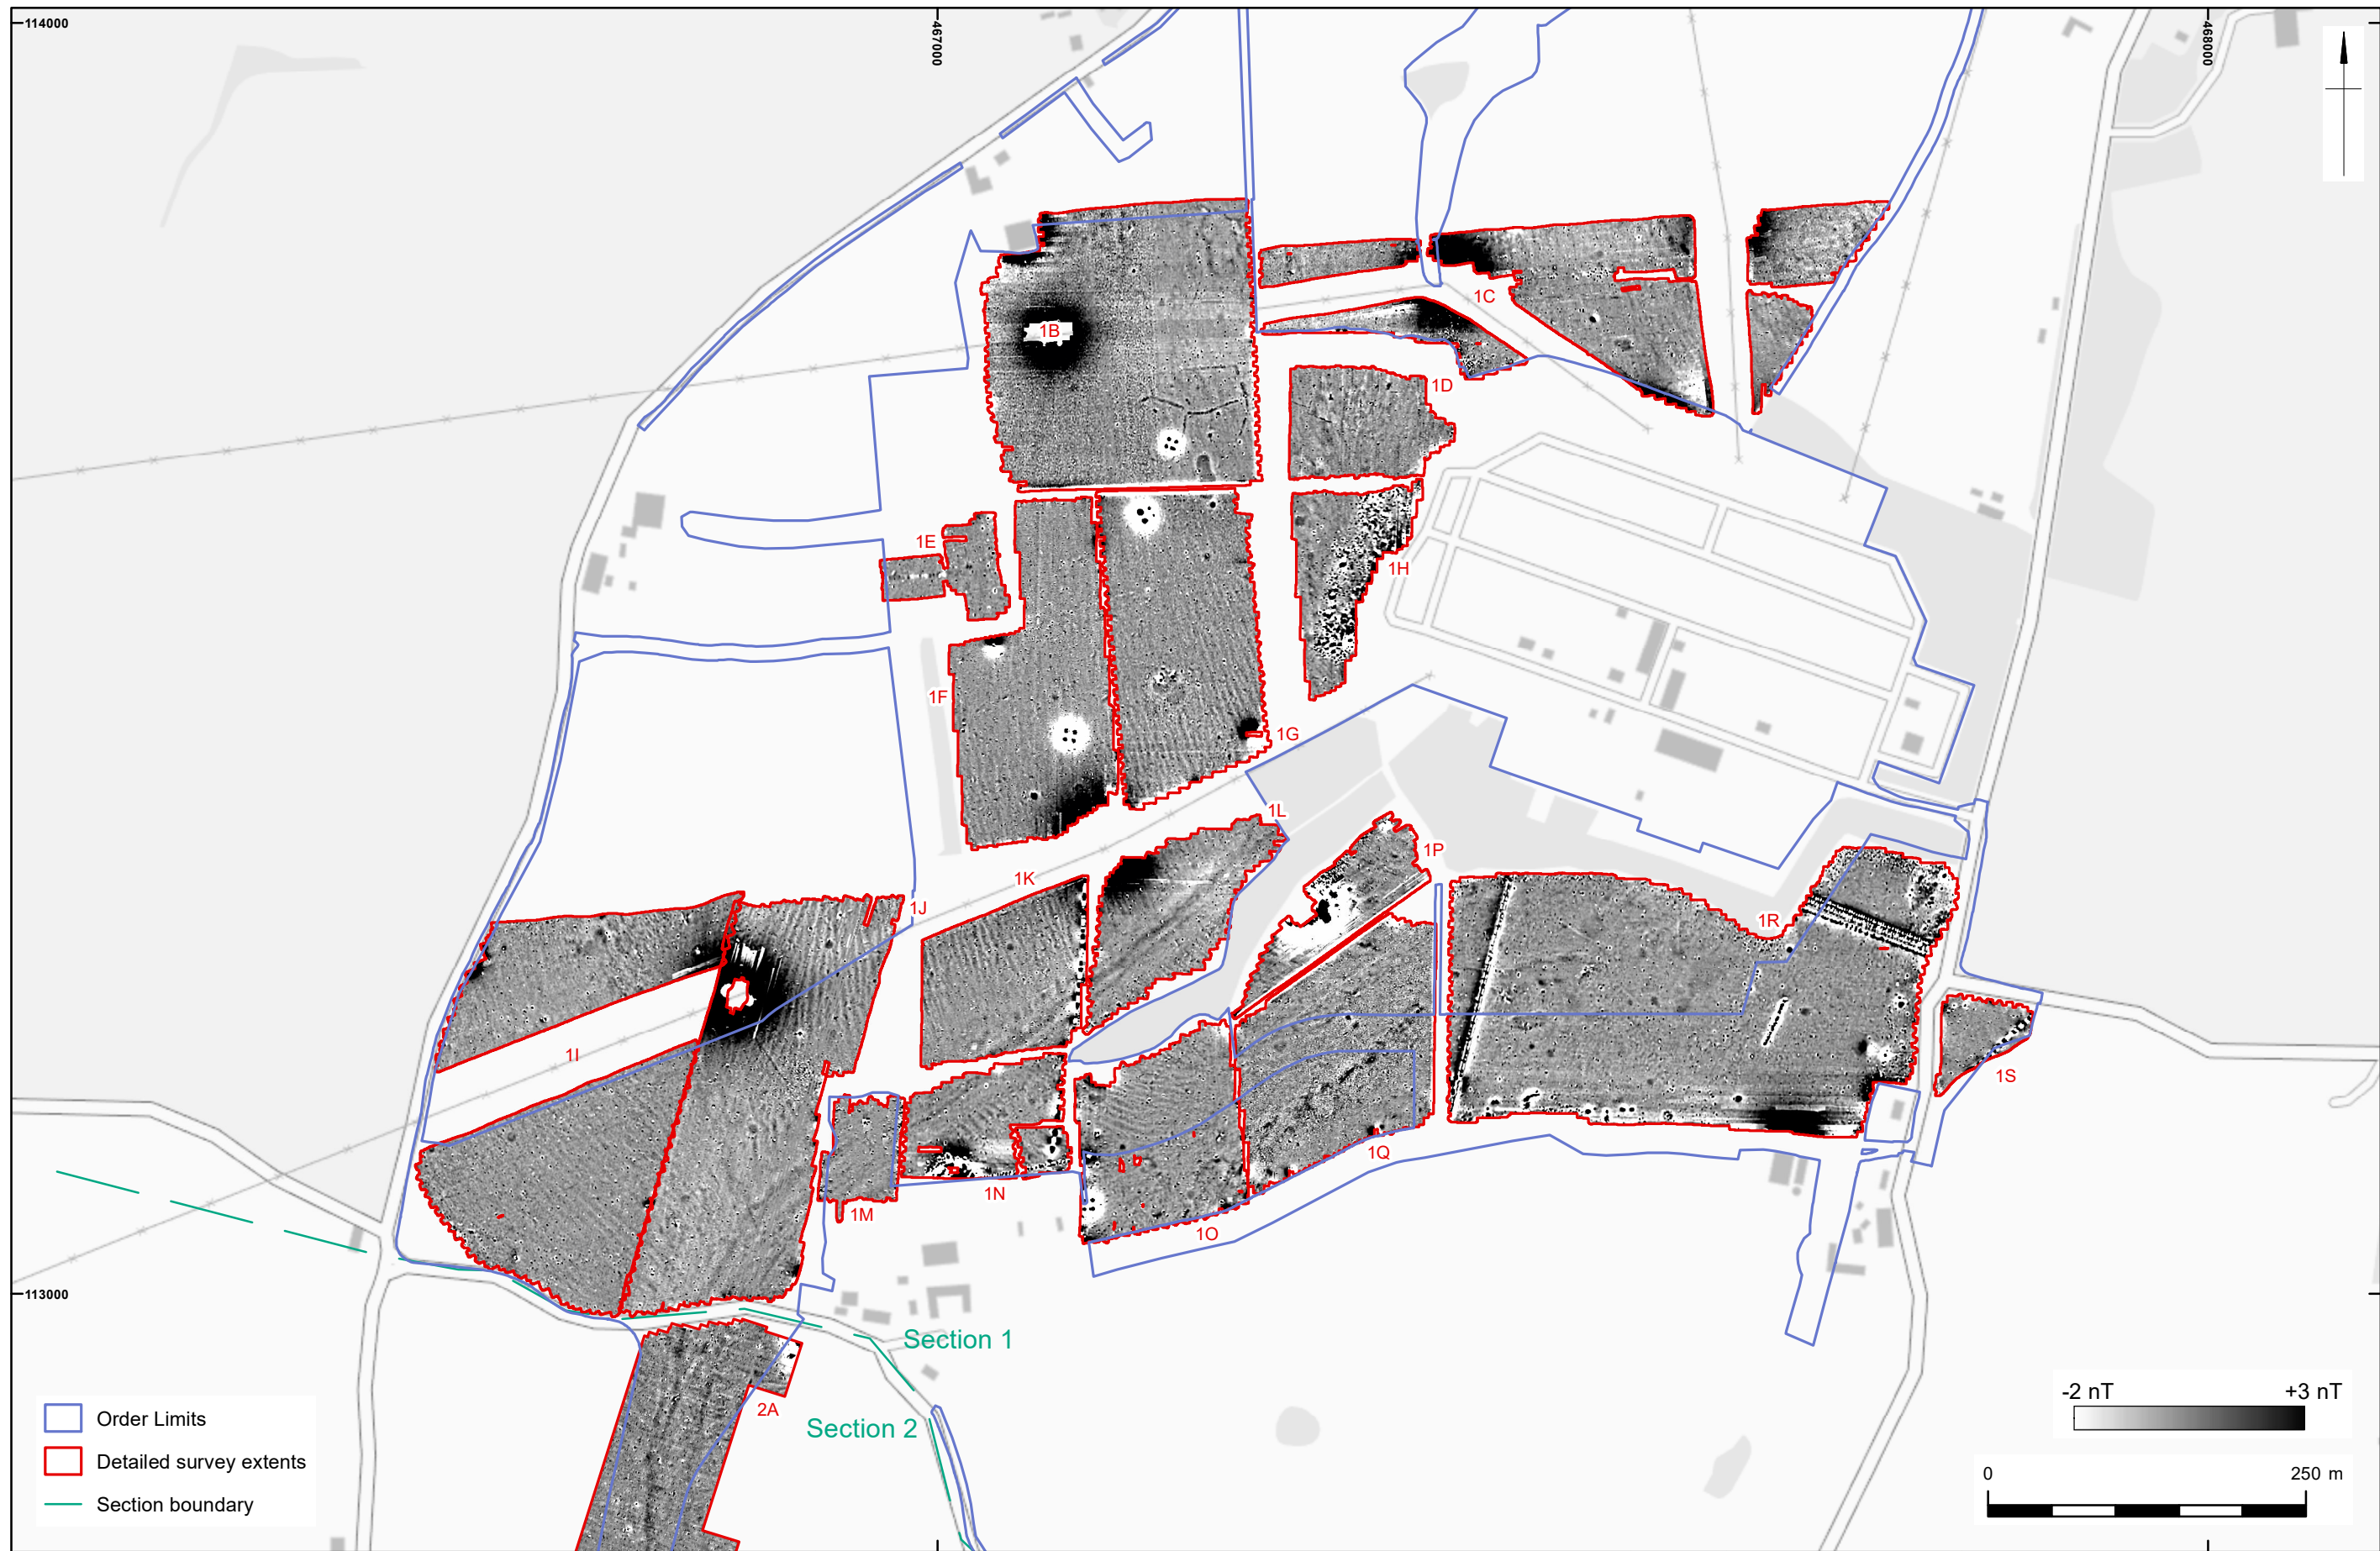 114000
467000
468000
1B
1C
1D
1E
1H
1F
1G
1L
1P
1K
1J
1R
1I
1S
1Q
1N
1M
1O
113000
Section 1
2A
Section 2
-2 nT +3 nT
Order Limits
Detailed survey extents
Section boundary
0 250 m